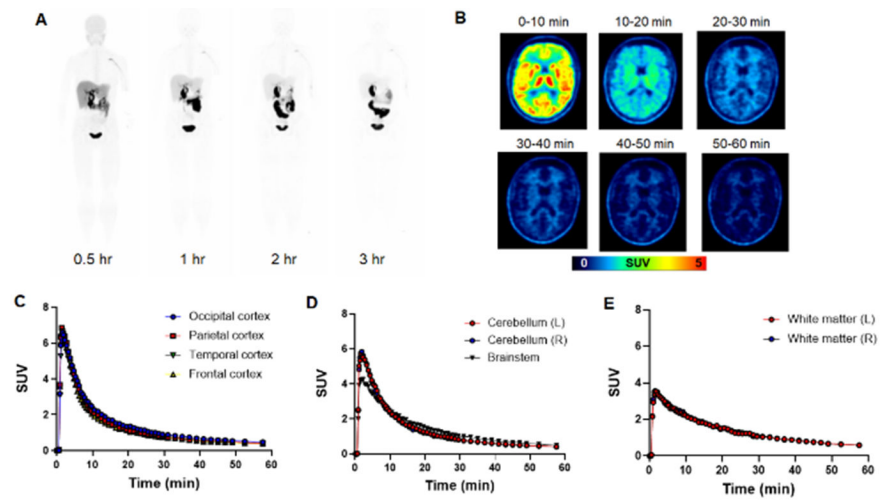 A
0.5 hr 1 hr 2 hr 3 hr
B
0-10 min 10-20 min 20-30 min
30-40 min 40-50 min 50-60 min
0 SUV 5
C
Occipital cortex
Parietal cortex
Temporal cortex
Frontal cortex
SUV
8
6
4
2
0
0 10 20 30 40 50 60
Time (min)
D
Cerebellum (L)
Cerebellum (R)
Brainstem
SUV
8
6
4
2
0
0 10 20 30 40 50 60
Time (min)
E
White matter (L)
White matter (R)
SUV
8
6
4
2
0
0 10 20 30 40 50 60
Time (min)